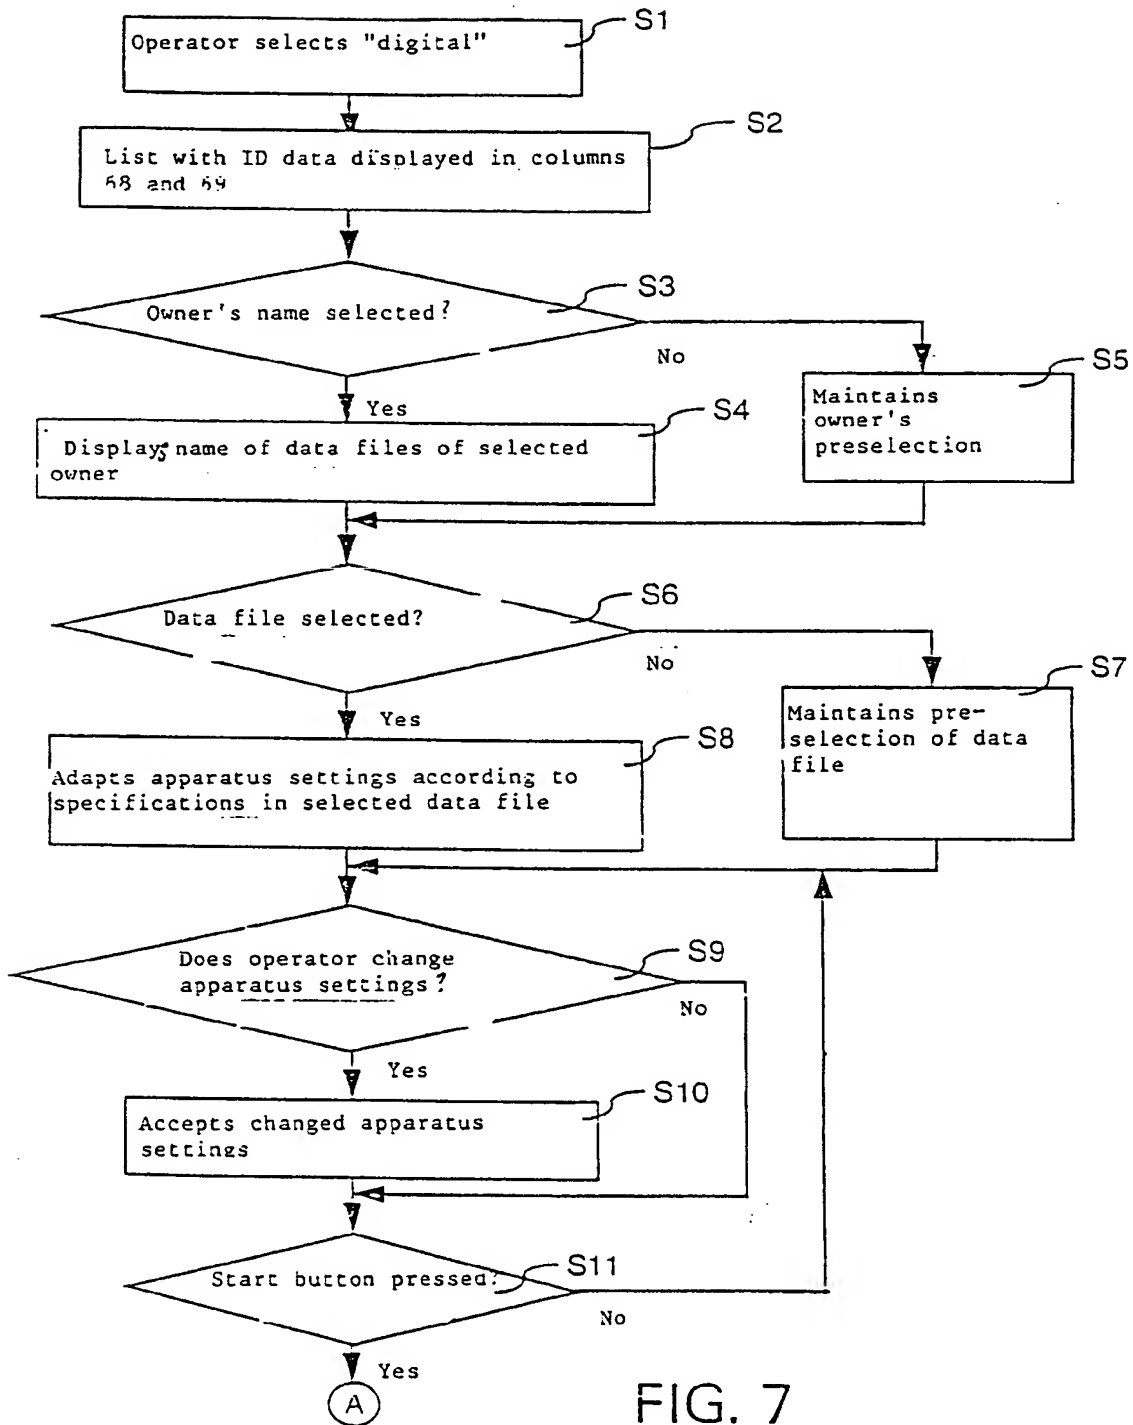 S1
Operator selects "digital"
S2
List with ID data displayed in columns
68 and 69
S3
Owner's name selected?
No
Yes
S5
Maintains
owner's
preselection
S4
Displays name of data files of selected
owner
S6
Data file selected?
No
Yes
S7
Maintains pre-
selection of data
file
S8
Adapts apparatus settings according to
specifications in selected data file
S9
Does operator change
apparatus settings?
No
Yes
S10
Accepts changed apparatus
settings
S11
Start button pressed?
No
Yes
A
FIG. 7